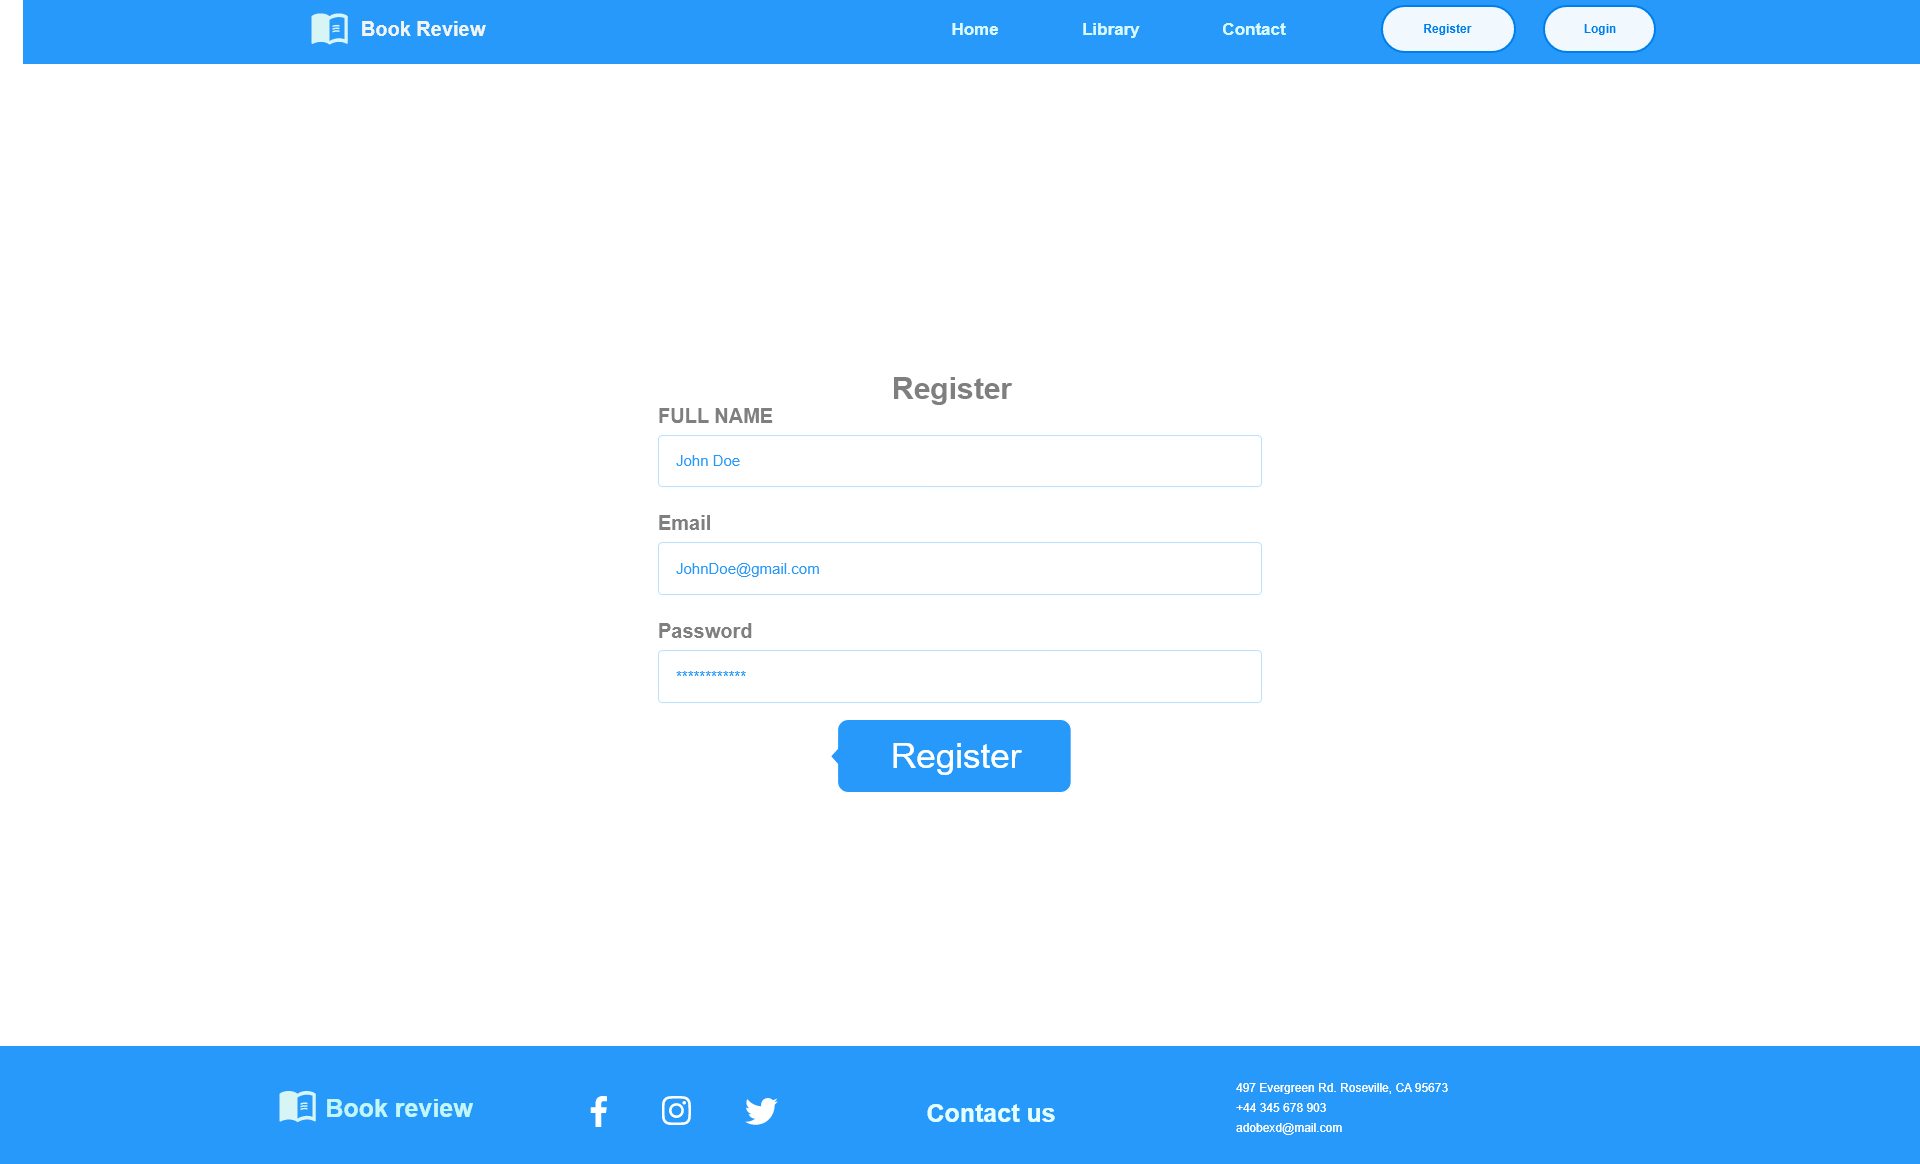 Book Review
Home
Library
Contact
Register
Login
Register
FULL NAME
John Doe
Email
JohnDoe@gmail.com
Password
************
Register
Book review
Contact us
497 Evergreen Rd. Roseville, CA 95673
+44 345 678 903
adobexd@mail.com